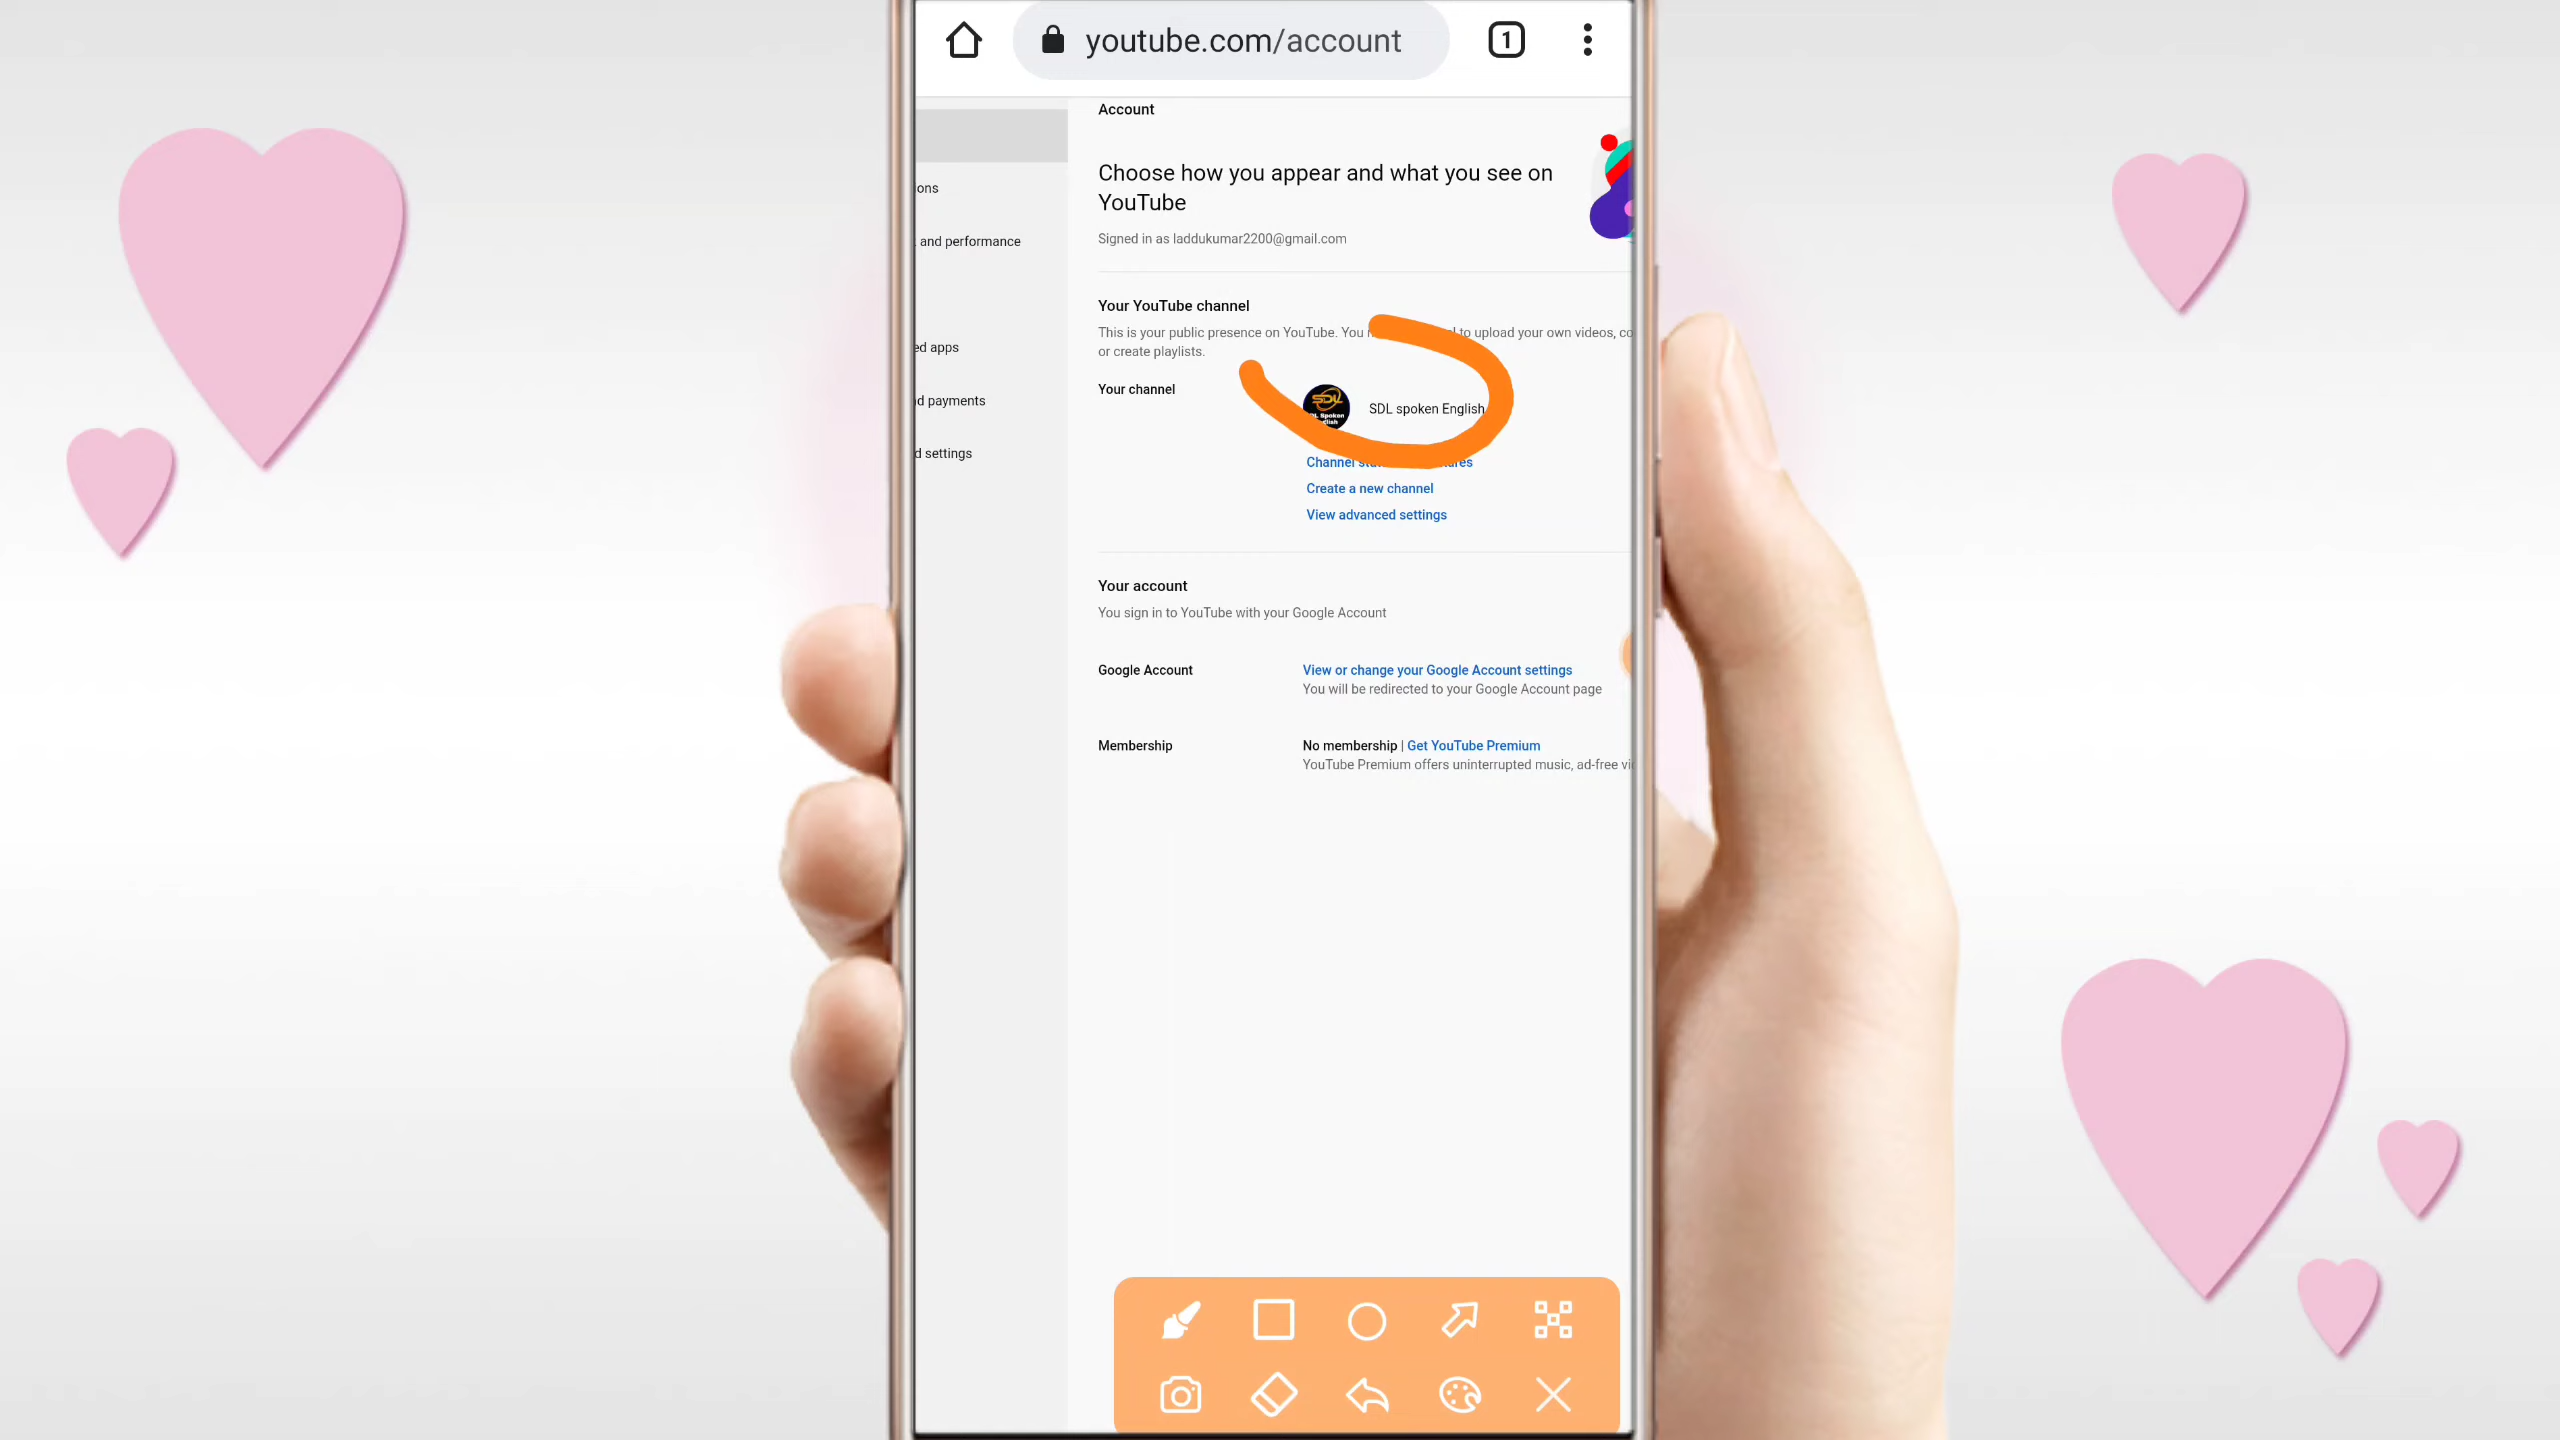 youtube.com/account
1
Account
ons
and performance
ed apps
d payments
d settings
Choose how you appear and what you see on
YouTube
Signed in as laddukumar2200@gmail.com
Your YouTube channel
This is your public presence on YouTube. You to upload your own videos, co
or create playlists.
Your channel
SDL
SDL spoken English
Channel
Create a new channel
View advanced settings
Your account
You sign in to YouTube with your Google Account
Google Account
View or change your Google Account settings
You will be redirected to your Google Account page
Membership
No membership | Get YouTube Premium
YouTube Premium offers uninterrupted music, ad-free vi